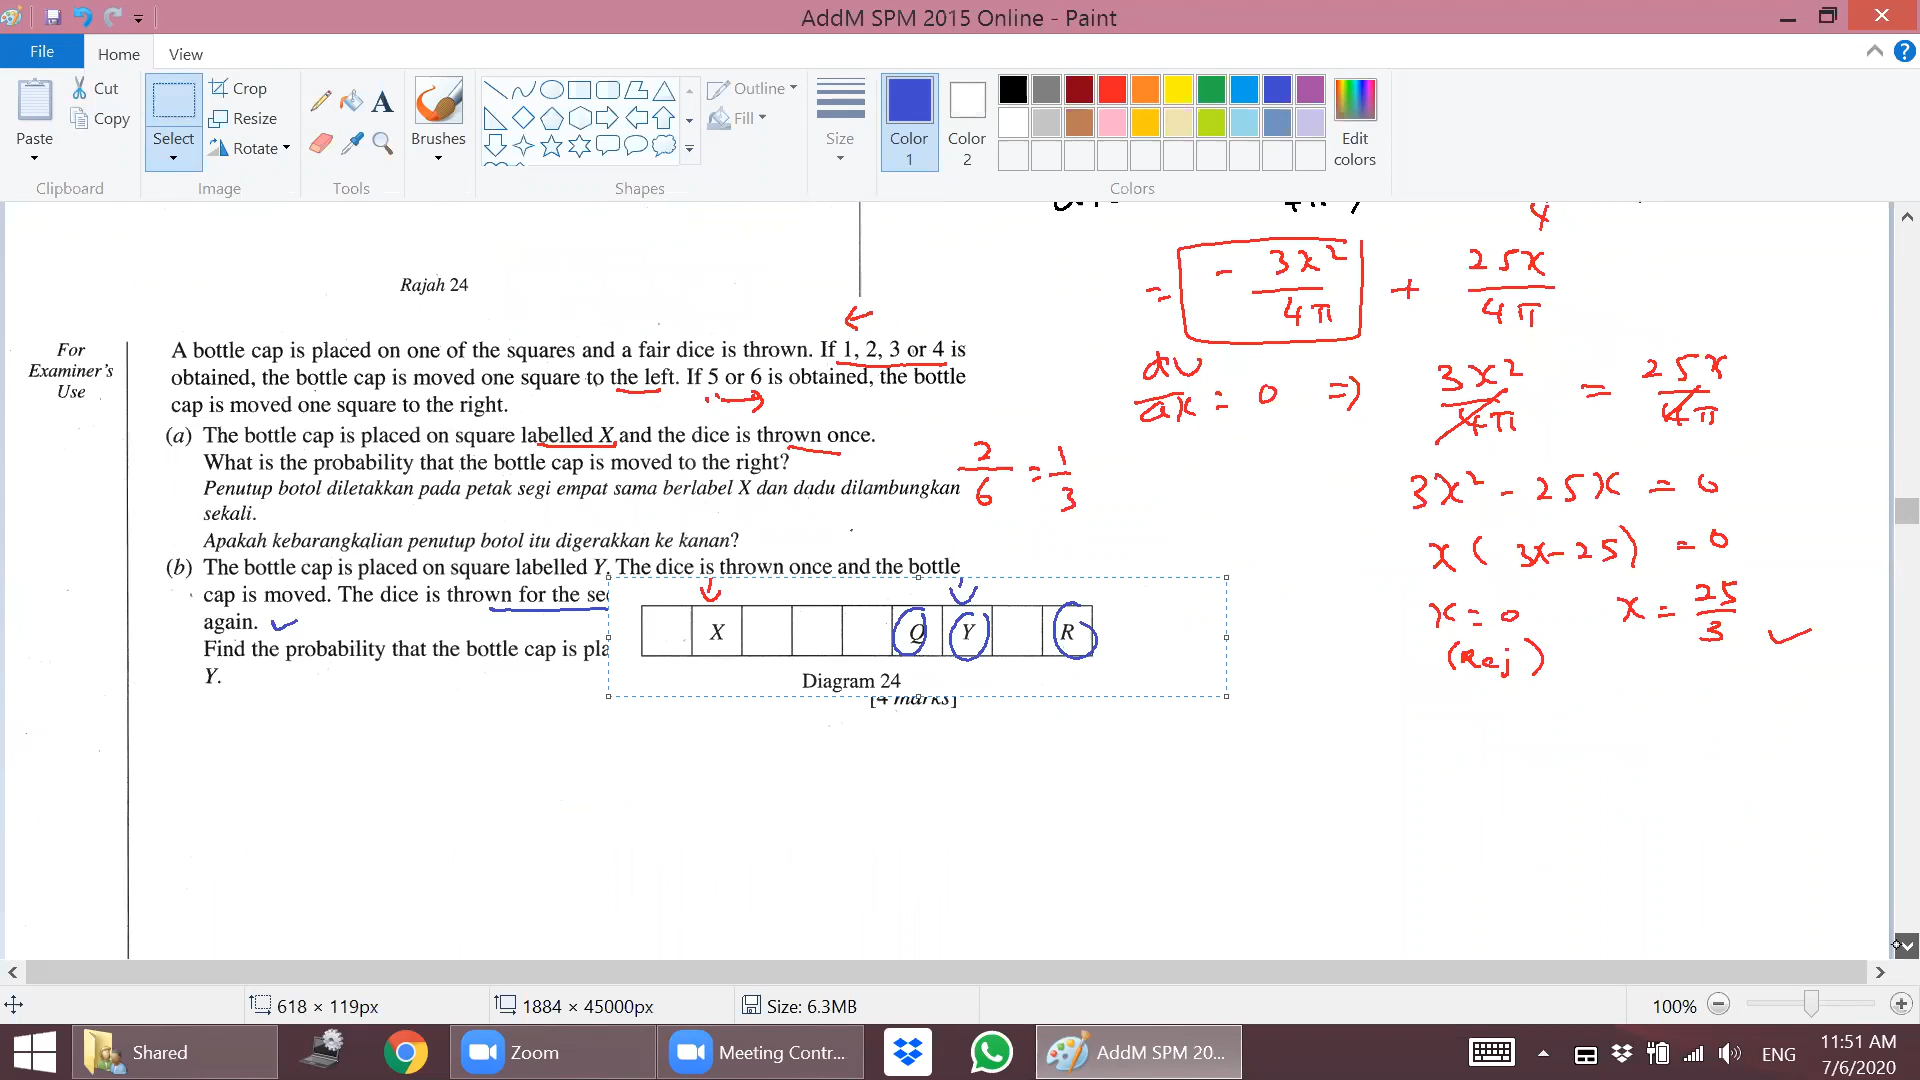 AddM SPM 2015 Online - Paint
File
Home
View
Paste
Cut
Copy
Clipboard
Select
Crop
Resize
Rotate
Image
Tools
Brushes
Shapes
Outline
Fill
Size
Color 1
Color 2
Edit colors
Colors
Rajah 24
For
Examiner's
Use
A bottle cap is placed on one of the squares and a fair dice is thrown. If 1, 2, 3 or 4 is
obtained, the bottle cap is moved one square to the left. If 5 or 6 is obtained, the bottle
cap is moved one square to the right.
(a) The bottle cap is placed on square labelled X and the dice is thrown once.
What is the probability that the bottle cap is moved to the right?
Penutup botol diletakkan pada petak segi empat sama berlabel X dan dadu dilambungkan
sekali.
Apakah kebarangkalian penutup botol itu digerakkan ke kanan?
2/6 = 1/3
(b) The bottle cap is placed on square labelled Y. The dice is thrown once and the bottle
cap is moved. The dice is thrown for the
again.
Find the probability that the bottle cap is
Y.
X Q Y R
Diagram 24
[4 marks]
4
= - 3x²/4π + 25x/4π
dv/dx = 0 ⇒ 3x²/4π = 25x/4π
3x² - 25x = 0
x ( 3x - 25 ) = 0
x = 0 x = 25/3
(Rej)
618 × 119px
1884 × 45000px
Size: 6.3MB
100%
Shared
Zoom
Meeting Contr...
AddM SPM 20...
ENG
11:51 AM
7/6/2020